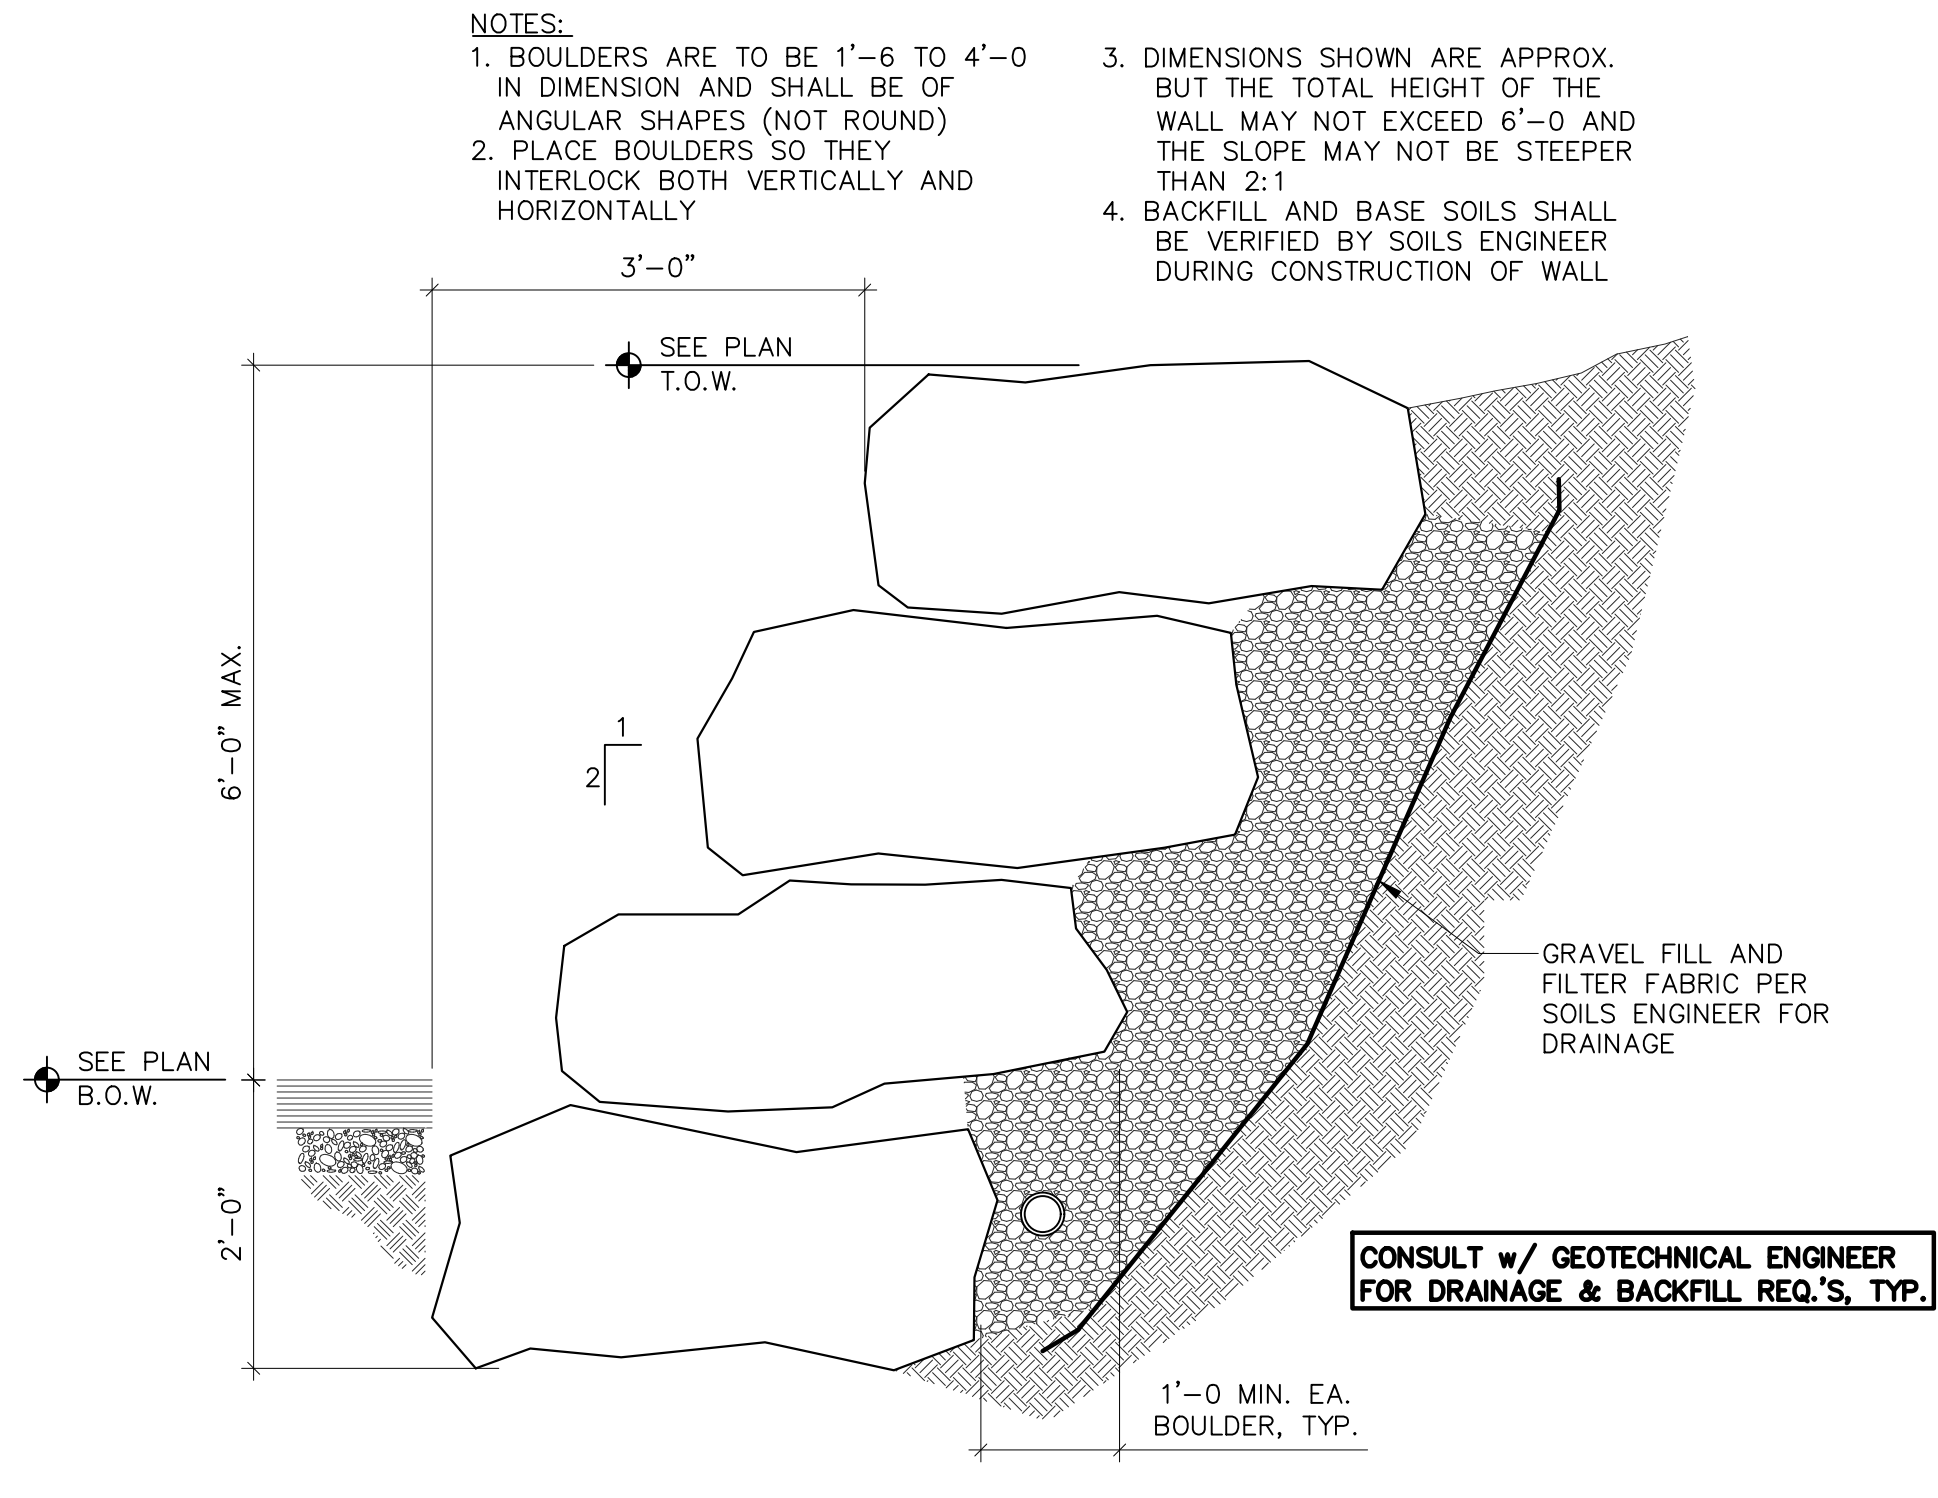 NOTES:
1. BOULDERS ARE TO BE 1'-6 TO 4'-0
IN DIMENSION AND SHALL BE OF
ANGULAR SHAPES (NOT ROUND)
2. PLACE BOULDERS SO THEY
INTERLOCK BOTH VERTICALLY AND
HORIZONTALLY
3. DIMENSIONS SHOWN ARE APPROX.
BUT THE TOTAL HEIGHT OF THE
WALL MAY NOT EXCEED 6'-0 AND
THE SLOPE MAY NOT BE STEEPER
THAN 2:1
4. BACKFILL AND BASE SOILS SHALL
BE VERIFIED BY SOILS ENGINEER
DURING CONSTRUCTION OF WALL
3'-0"
SEE PLAN
T.O.W.
6'-0" MAX.
1
2
GRAVEL FILL AND
FILTER FABRIC PER
SOILS ENGINEER FOR
DRAINAGE
SEE PLAN
B.O.W.
2'-0"
CONSULT w/ GEOTECHNICAL ENGINEER
FOR DRAINAGE & BACKFILL REQ.'S, TYP.
1'-0 MIN. EA.
BOULDER, TYP.